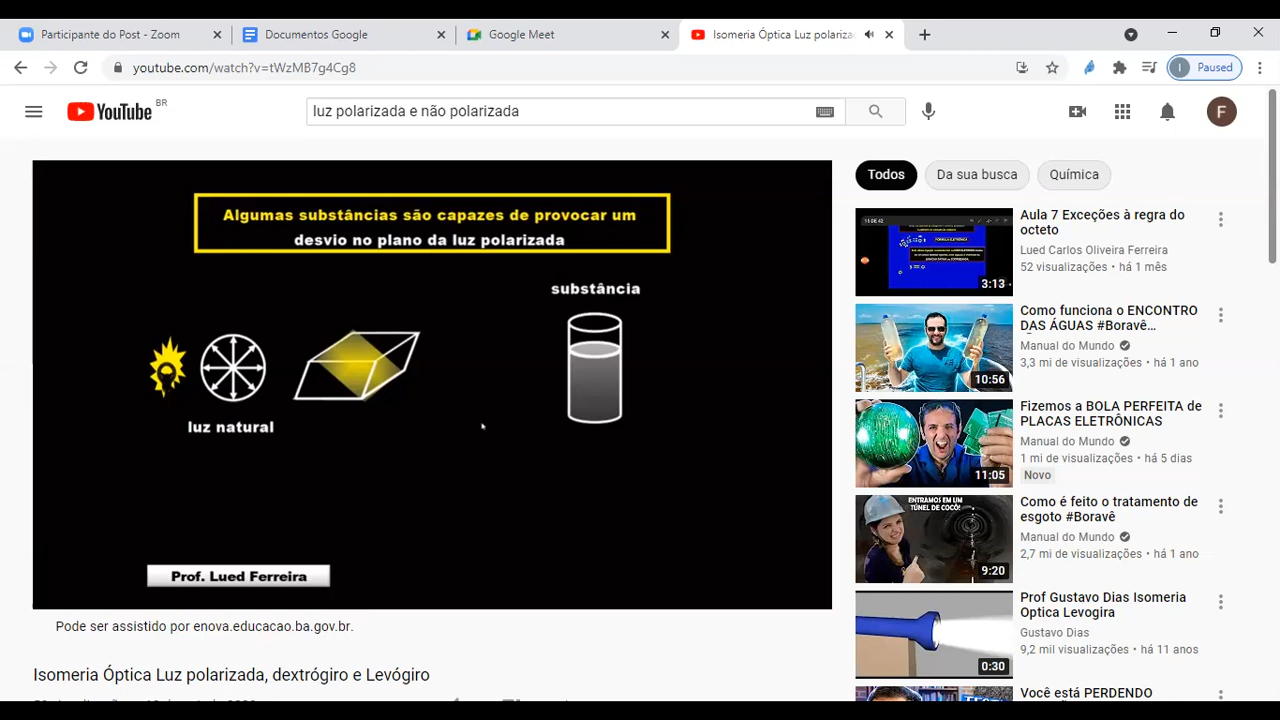 Participante do Post - Zoom
Documentos Google
Google Meet
Isomeria Óptica Luz polariza
youtube.com/watch?v=tWzMB7g4Cg8
I
Paused
YouTube
BR
luz polarizada e não polarizada
F
Algumas substâncias são capazes de provocar um
desvio no plano da luz polarizada
substância
luz natural
Prof. Lued Ferreira
Pode ser assistido por enova.educacao.ba.gov.br.
Isomeria Óptica Luz polarizada, dextrógiro e Levógiro
Todos
Da sua busca
Química
3:13
Aula 7 Exceções à regra do
octeto
Lued Carlos Oliveira Ferreira
52 visualizações • há 1 mês
10:56
Como funciona o ENCONTRO
DAS ÁGUAS #Boravê...
Manual do Mundo
3,3 mi de visualizações • há 1 ano
11:05
Fizemos a BOLA PERFEITA de
PLACAS ELETRÔNICAS
Manual do Mundo
1 mi de visualizações • há 5 dias
Novo
ENTRAMOS EM UM
TÚNEL DE COCÔ!
9:20
Como é feito o tratamento de
esgoto #Boravê
Manual do Mundo
2,7 mi de visualizações • há 1 ano
0:30
Prof Gustavo Dias Isomeria
Optica Levogira
Gustavo Dias
9,2 mil visualizações • há 11 anos
Você está PERDENDO